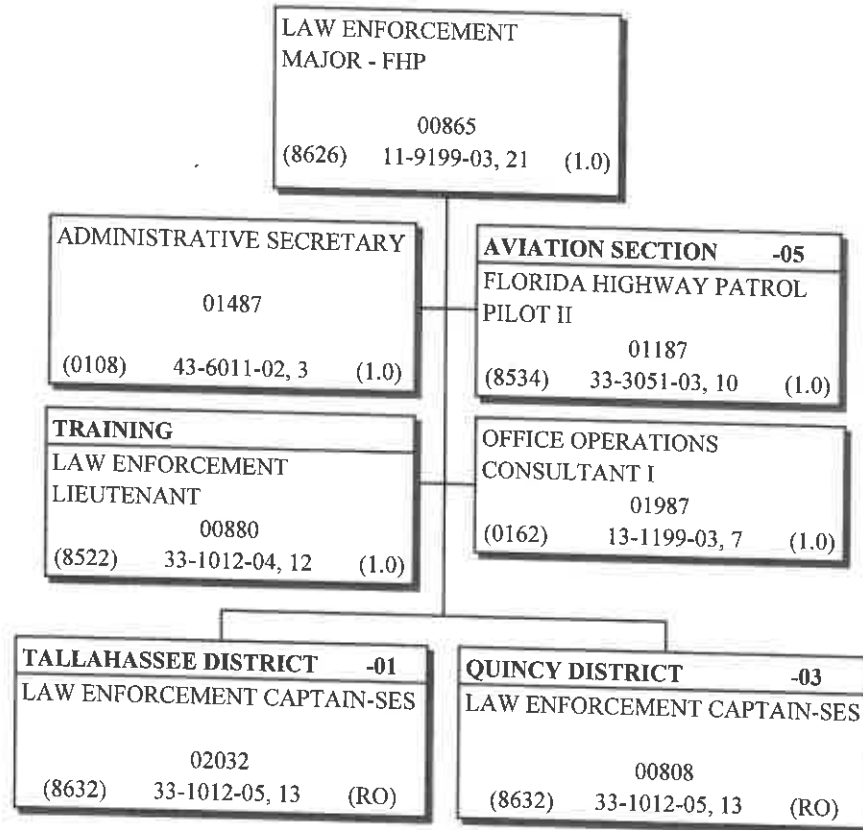 LAW ENFORCEMENT
MAJOR - FHP
00865
(8626) 11-9199-03, 21 (1.0)
ADMINISTRATIVE SECRETARY
01487
(0108) 43-6011-02, 3 (1.0)
AVIATION SECTION -05
FLORIDA HIGHWAY PATROL
PILOT II
01187
(8534) 33-3051-03, 10 (1.0)
TRAINING
LAW ENFORCEMENT
LIEUTENANT
00880
(8522) 33-1012-04, 12 (1.0)
OFFICE OPERATIONS
CONSULTANT I
01987
(0162) 13-1199-03, 7 (1.0)
TALLAHASSEE DISTRICT -01
LAW ENFORCEMENT CAPTAIN-SES
02032
(8632) 33-1012-05, 13 (RO)
QUINCY DISTRICT -03
LAW ENFORCEMENT CAPTAIN-SES
00808
(8632) 33-1012-05, 13 (RO)